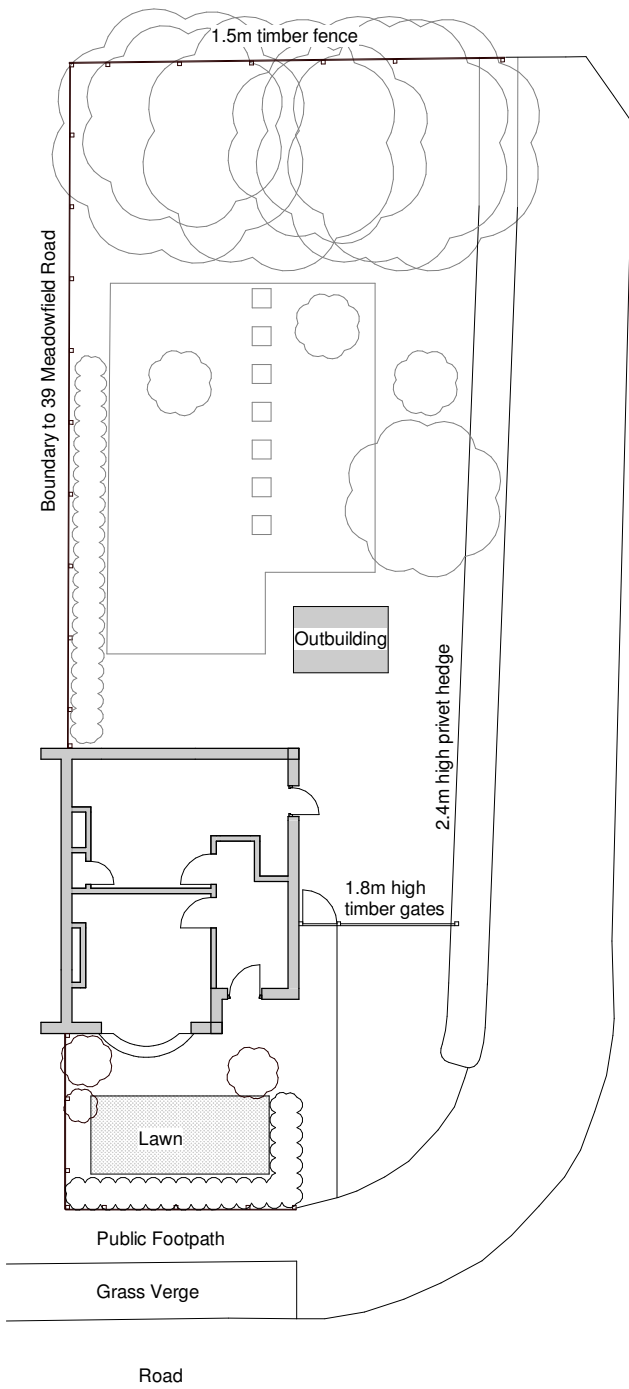 1.5m timber fence
Boundary to 39 Meadowfield Road
Outbuilding
2.4m high privet hedge
1.8m high
timber gates
Lawn
Public Footpath
Grass Verge
Road